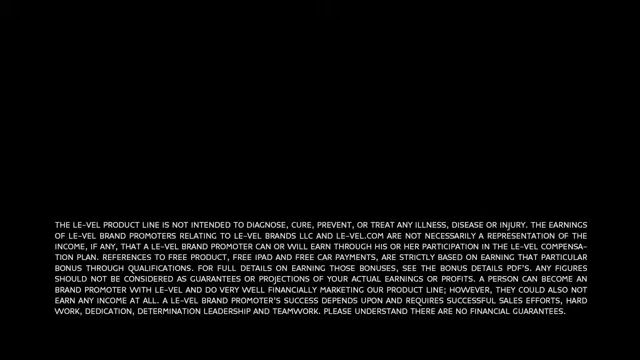 THE LE-VEL PRODUCT LINE IS NOT INTENDED TO DIAGNOSE, CURE, PREVENT, OR TREAT ANY ILLNESS, DISEASE OR INJURY. THE EARNINGS
OF LE-VEL BRAND PROMOTERS RELATING TO LE-VEL BRANDS LLC AND LE-VEL.COM ARE NOT NECESSARILY A REPRESENTATION OF THE
INCOME, IF ANY, THAT A LE-VEL BRAND PROMOTER CAN OR WILL EARN THROUGH HIS OR HER PARTICIPATION IN THE LE-VEL COMPENSA-
TION PLAN. REFERENCES TO FREE PRODUCT, FREE IPAD AND FREE CAR PAYMENTS, ARE STRICTLY BASED ON EARNING THAT PARTICULAR
BONUS THROUGH QUALIFICATIONS. FOR FULL DETAILS ON EARNING THOSE BONUSES, SEE THE BONUS DETAILS PDF'S. ANY FIGURES
SHOULD NOT BE CONSIDERED AS GUARANTEES OR PROJECTIONS OF YOUR ACTUAL EARNINGS OR PROFITS. A PERSON CAN BECOME AN
BRAND PROMOTER WITH LE-VEL AND DO VERY WELL FINANCIALLY MARKETING OUR PRODUCT LINE; HOWEVER, THEY COULD ALSO NOT
EARN ANY INCOME AT ALL. A LE-VEL BRAND PROMOTER'S SUCCESS DEPENDS UPON AND REQUIRES SUCCESSFUL SALES EFFORTS, HARD
WORK, DEDICATION, DETERMINATION LEADERSHIP AND TEAMWORK. PLEASE UNDERSTAND THERE ARE NO FINANCIAL GUARANTEES.